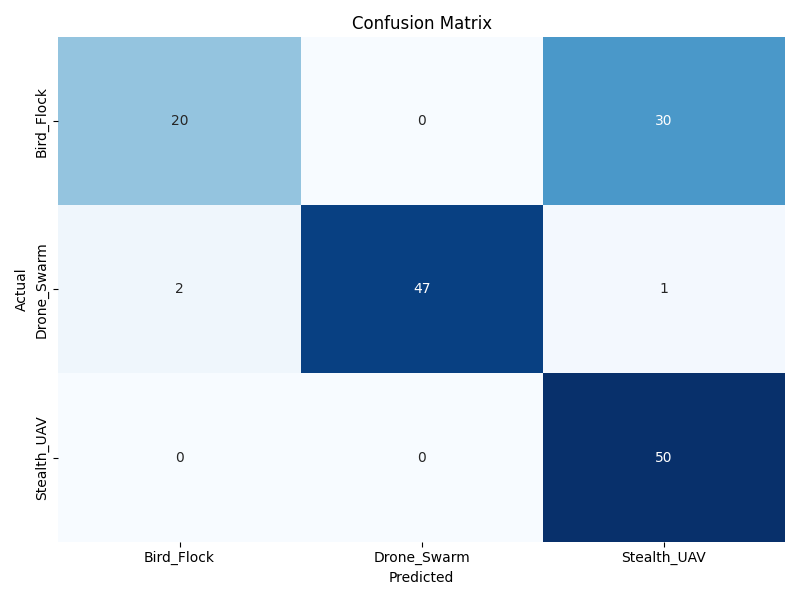 Confusion Matrix
Actual
Bird_Flock
20 0 30
Drone_Swarm
2 47 1
Stealth_UAV
0 0 50
Bird_Flock Drone_Swarm Stealth_UAV
Predicted